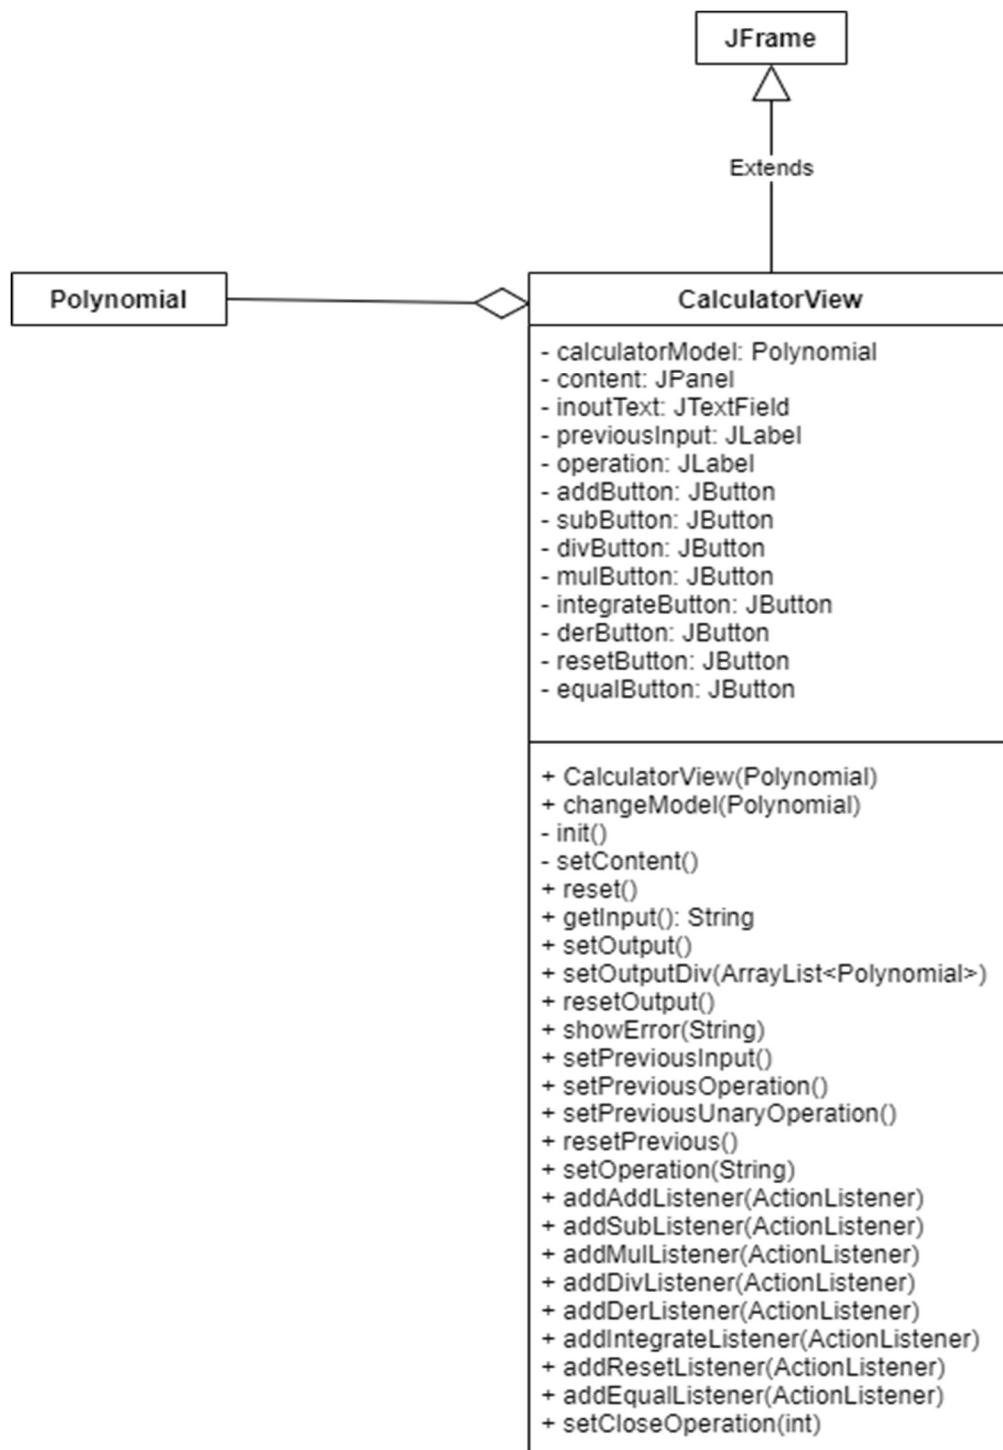 JFrame
Extends
Polynomial
CalculatorView
- calculatorModel: Polynomial
- content: JPanel
- inoutText: JTextField
- previousInput: JLabel
- operation: JLabel
- addButton: JButton
- subButton: JButton
- divButton: JButton
- mulButton: JButton
- integrateButton: JButton
- derButton: JButton
- resetButton: JButton
- equalButton: JButton
+ CalculatorView(Polynomial)
+ changeModel(Polynomial)
- init()
- setContent()
+ reset()
+ getInput(): String
+ setOutput()
+ setOutputDiv(ArrayList<Polynomial>)
+ resetOutput()
+ showError(String)
+ setPreviousInput()
+ setPreviousOperation()
+ setPreviousUnaryOperation()
+ resetPrevious()
+ setOperation(String)
+ addAddListener(ActionListener)
+ addSubListener(ActionListener)
+ addMulListener(ActionListener)
+ addDivListener(ActionListener)
+ addDerListener(ActionListener)
+ addIntegrateListener(ActionListener)
+ addResetListener(ActionListener)
+ addEqualListener(ActionListener)
+ setCloseOperation(int)